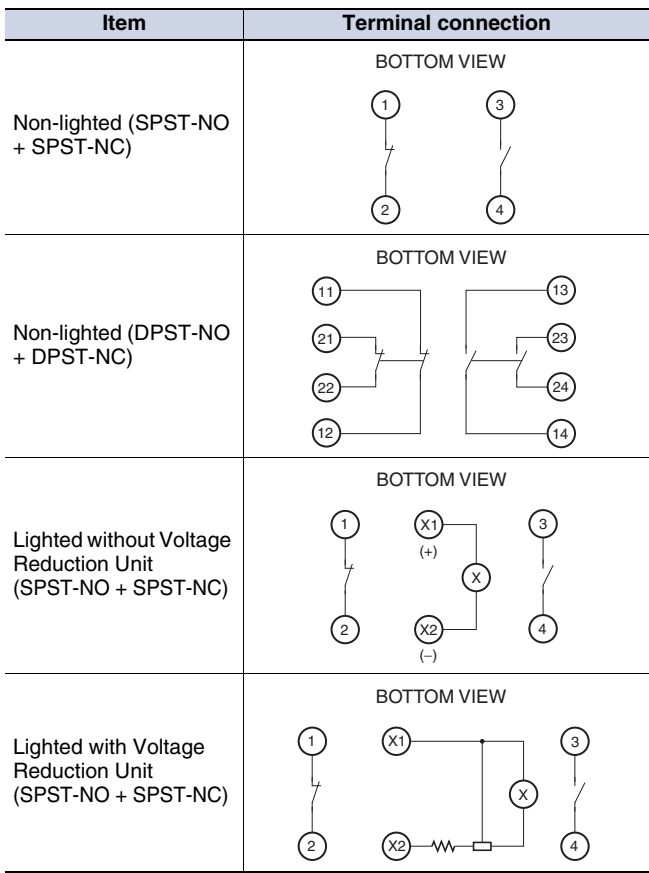 Item
Terminal connection
Non-lighted (SPST-NO
+ SPST-NC)
BOTTOM VIEW
1
3
2
4
Non-lighted (DPST-NO
+ DPST-NC)
BOTTOM VIEW
11
13
21
23
22
24
12
14
Lighted without Voltage
Reduction Unit
(SPST-NO + SPST-NC)
BOTTOM VIEW
1
X1
3
(+)
X
2
X2
4
(−)
Lighted with Voltage
Reduction Unit
(SPST-NO + SPST-NC)
BOTTOM VIEW
1
X1
3
X
2
X2
4